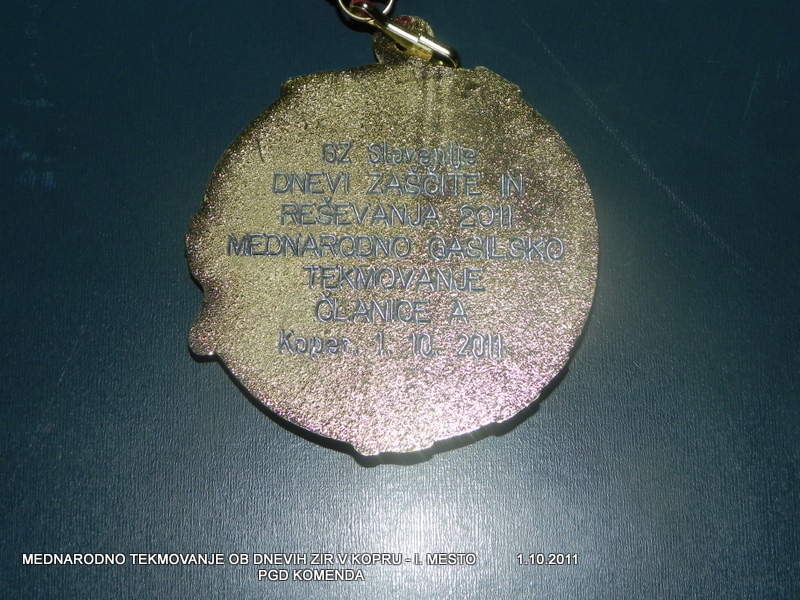 GZ Slovenije
DNEVI ZAŠČITE IN
REŠEVANJA 2011
MEDNARODNO GASILSKO
TEKMOVANJE
ČLANICE A
Koper, 1. 10. 2011
MEDNARODNO TEKMOVANJE OB DNEVIH ZIR V KOPRU - I. MESTO 1.10.2011
PGD KOMENDA